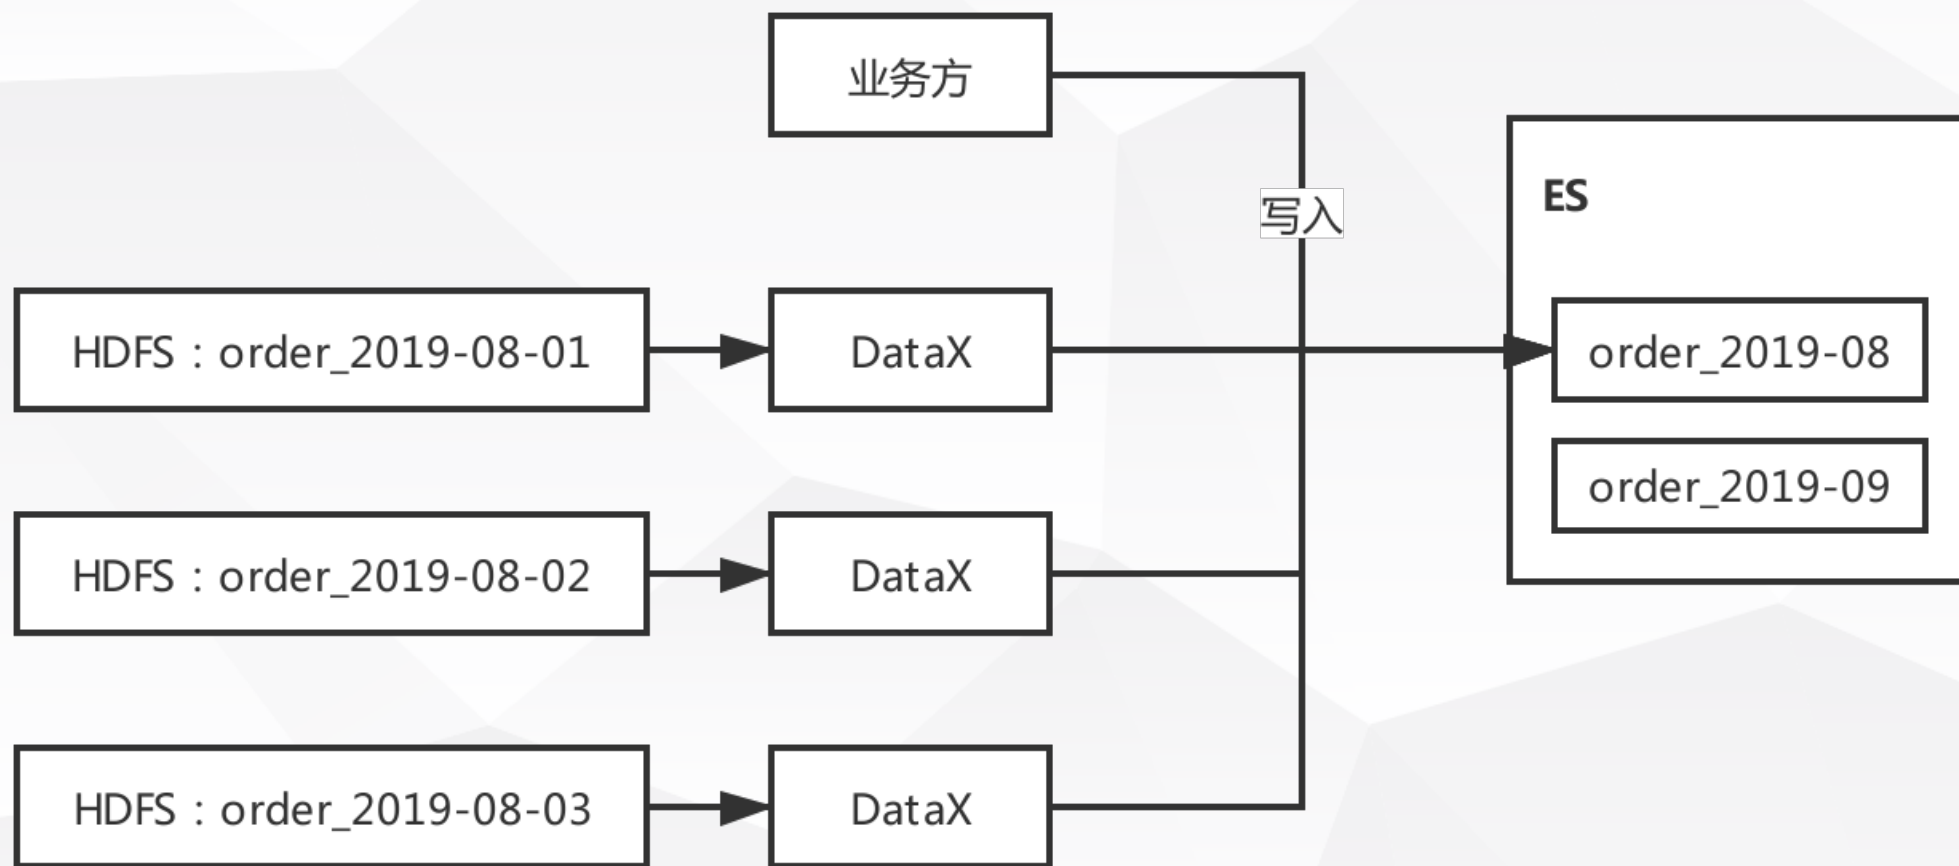 业务方
写入
ES
HDFS：order_2019-08-01
DataX
order_2019-08
order_2019-09
HDFS：order_2019-08-02
DataX
HDFS：order_2019-08-03
DataX